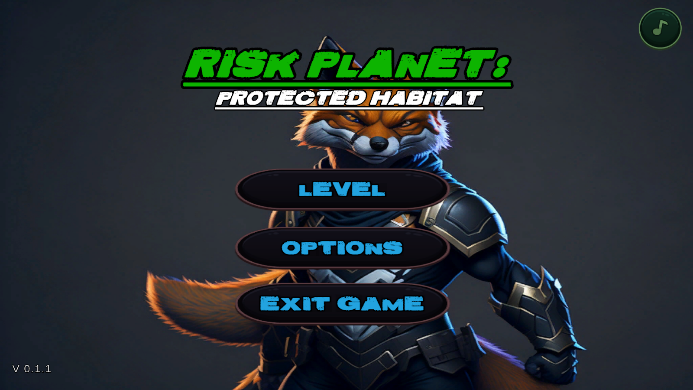 RISK PLANET:
PROTECTED HABITAT
LEVEL
OPTIONS
EXIT GAME
V 0.1.1